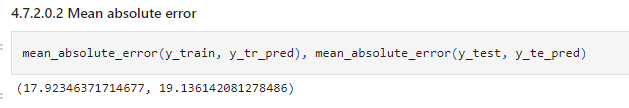 4.7.2.0.2 Mean absolute error
mean_absolute_error(y_train, y_tr_pred), mean_absolute_error(y_test, y_te_pred)
(17.92346371714677, 19.136142081278486)